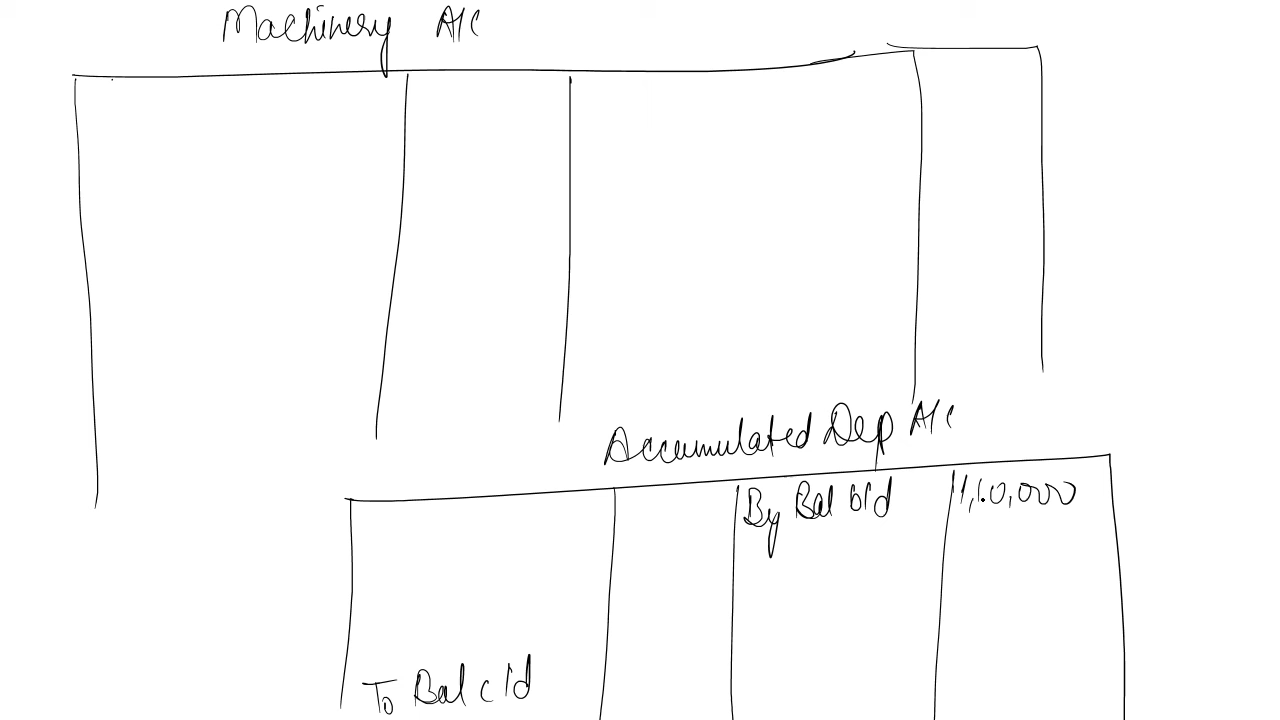 Machinery A/c
Accumulated Dep A/c
By Bal b/d 1,10,000
To Bal c/d